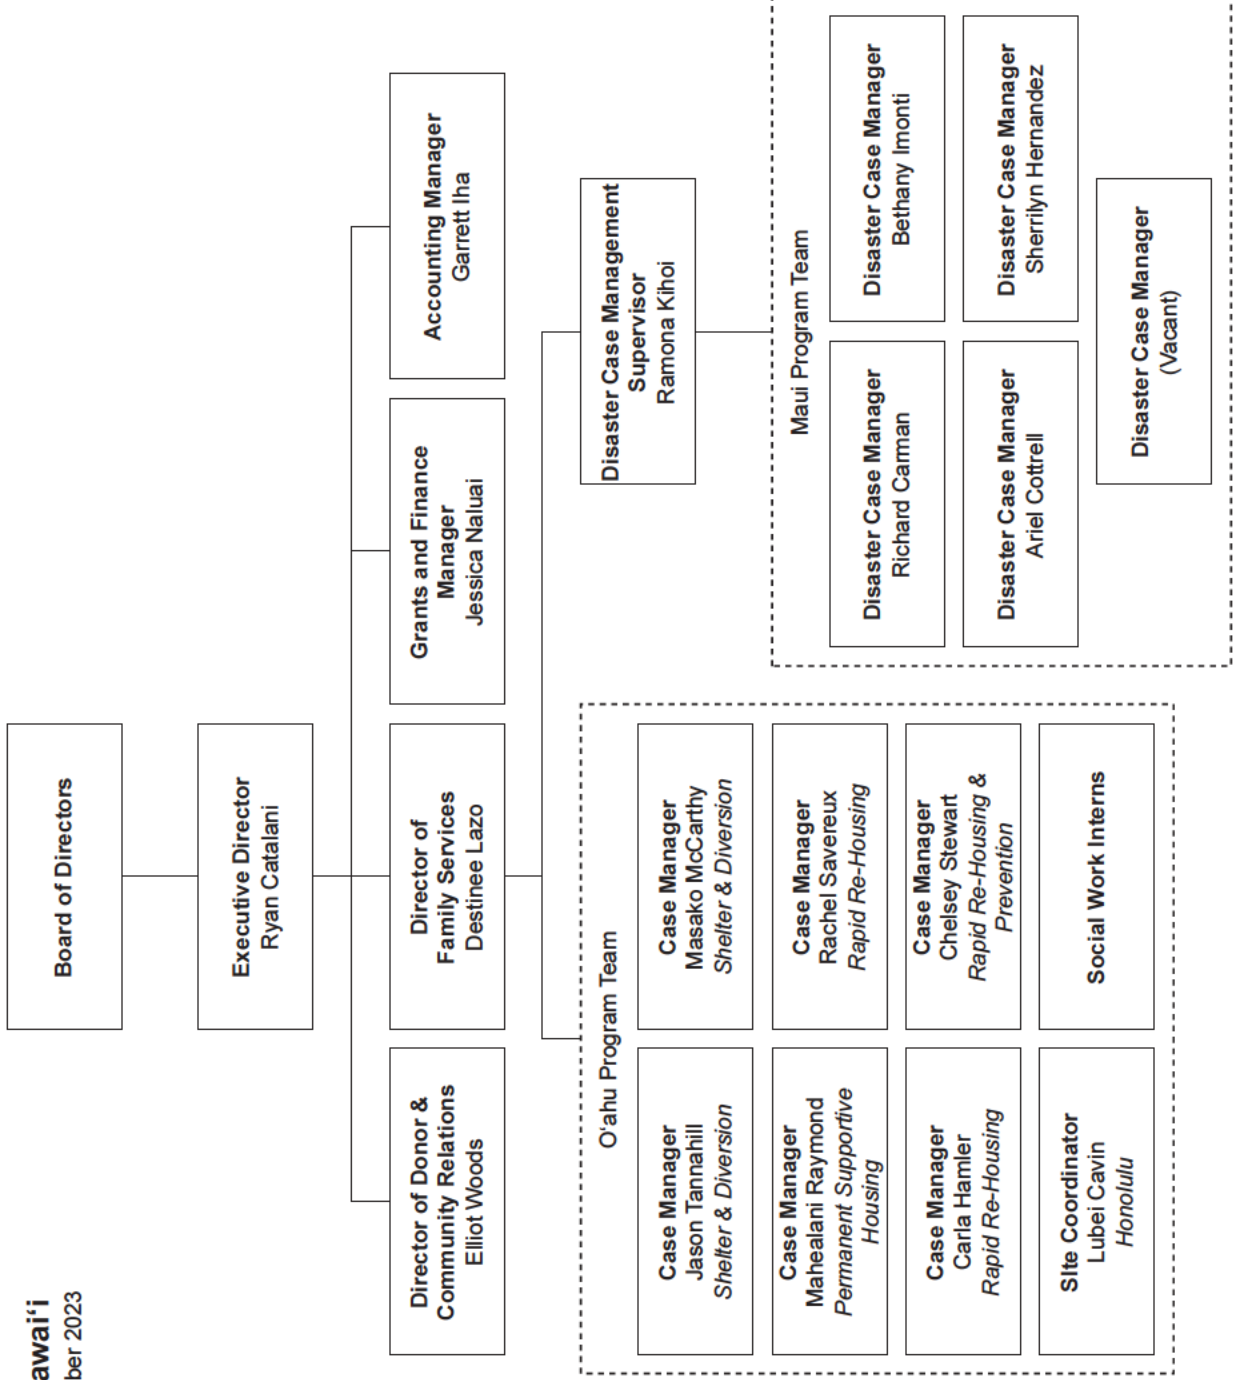 awai‘i
ber 2023
Board of Directors
Executive Director
Ryan Catalani
Director of Donor &
Community Relations
Elliot Woods
Director of
Family Services
Destinee Lazo
Grants and Finance
Manager
Jessica Naluai
Accounting Manager
Garrett Iha
O‘ahu Program Team
Case Manager
Jason Tannahill
Shelter & Diversion
Case Manager
Masako McCarthy
Shelter & Diversion
Case Manager
Mahealani Raymond
Permanent Supportive
Housing
Case Manager
Rachel Savereux
Rapid Re-Housing
Case Manager
Carla Hamler
Rapid Re-Housing
Case Manager
Chelsey Stewart
Rapid Re-Housing &
Prevention
SIte Coordinator
Lubei Cavin
Honolulu
Social Work Interns
Disaster Case Management
Supervisor
Ramona Kihoi
Maui Program Team
Disaster Case Manager
Richard Carman
Disaster Case Manager
Bethany Imonti
Disaster Case Manager
Ariel Cottrell
Disaster Case Manager
Sherrilyn Hernandez
Disaster Case Manager
(Vacant)